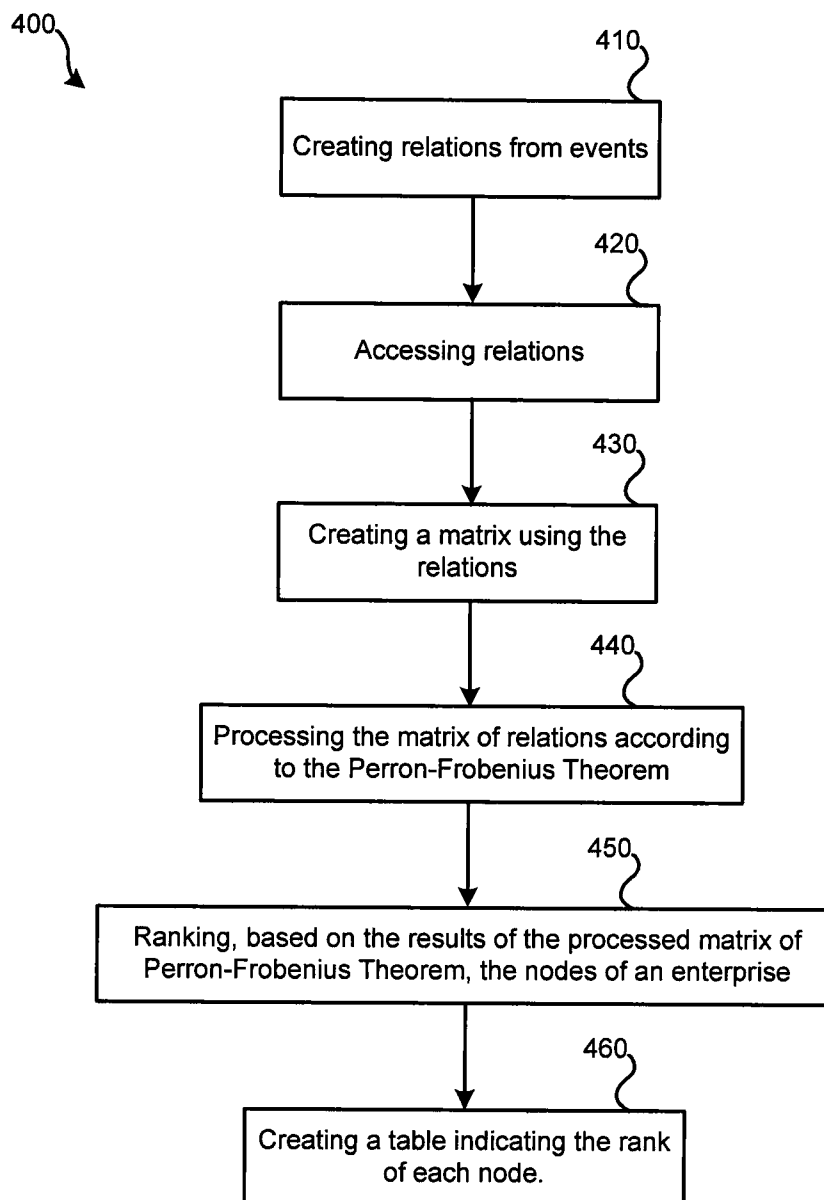 400
410
Creating relations from events
420
Accessing relations
430
Creating a matrix using the
relations
440
Processing the matrix of relations according
to the Perron-Frobenius Theorem
450
Ranking, based on the results of the processed matrix of
Perron-Frobenius Theorem, the nodes of an enterprise
460
Creating a table indicating the rank
of each node.